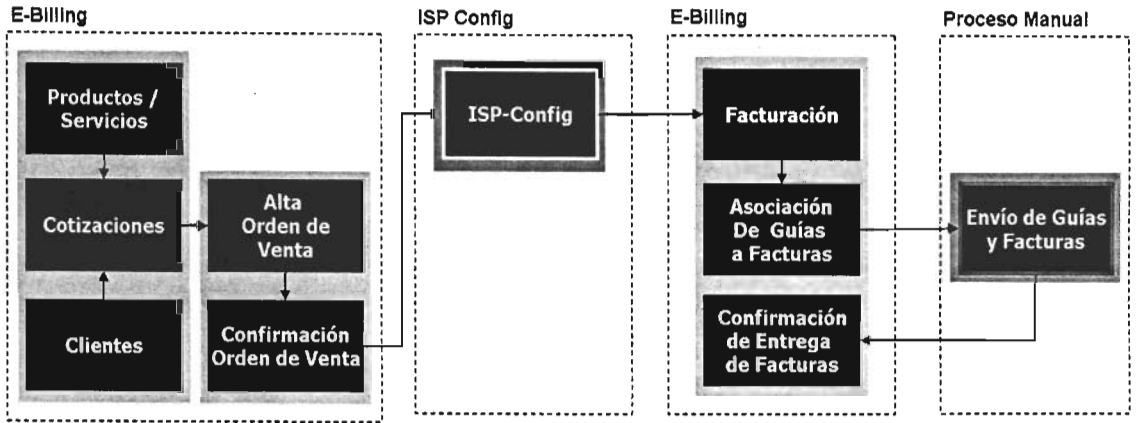 E-Billing
ISP Config
E-Billing
Proceso Manual
Productos /
Servicios
Cotizaciones
Clientes
Alta
Orden de
Venta
Confirmación
Orden de Venta
ISP-Config
Facturación
Asociación
De Guías
a Facturas
Confirmación
de Entrega
de Facturas
Envío de Guías
y Facturas